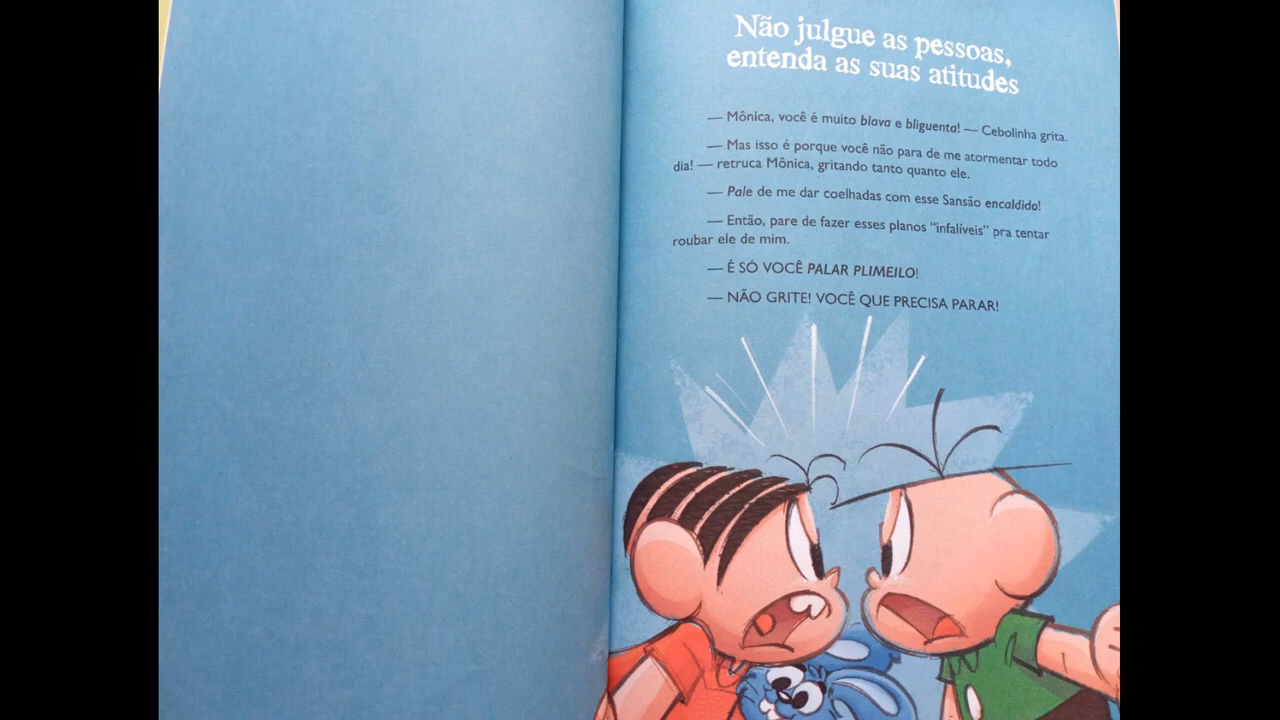 Não julgue as pessoas,
entenda as suas atitudes
— Mônica, você é muito blava e bliguenta! — Cebolinha grita.
— Mas isso é porque você não para de me atormentar todo
dia! — retruca Mônica, gritando tanto quanto ele.
— Pale de me dar coelhadas com esse Sansão encaldido!
— Então, pare de fazer esses planos “infalíveis” pra tentar
roubar ele de mim.
— É SÓ VOCÊ PALAR PLIMEILO!
— NÃO GRITE! VOCÊ QUE PRECISA PARAR!